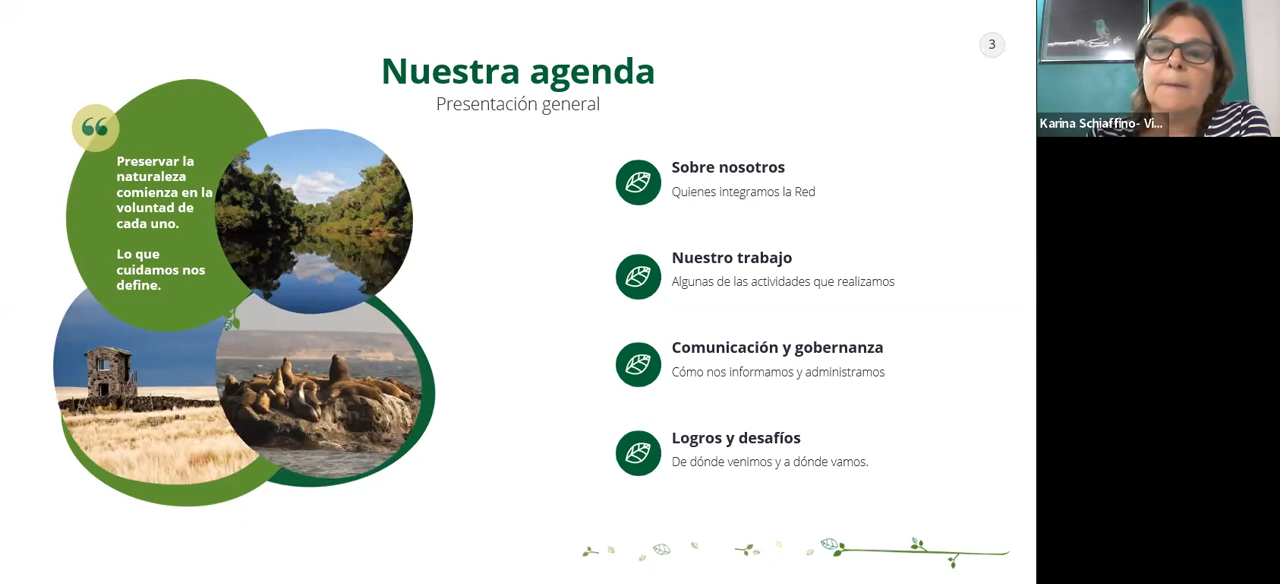 3
Nuestra agenda
Presentación general
“
Preservar la
naturaleza
comienza en la
voluntad de
cada uno.
Lo que
cuidamos nos
define.
Sobre nosotros
Quienes integramos la Red
Nuestro trabajo
Algunas de las actividades que realizamos
Comunicación y gobernanza
Cómo nos informamos y administramos
Logros y desafíos
De dónde venimos y a dónde vamos.
Karina Schiaffino- Vi...